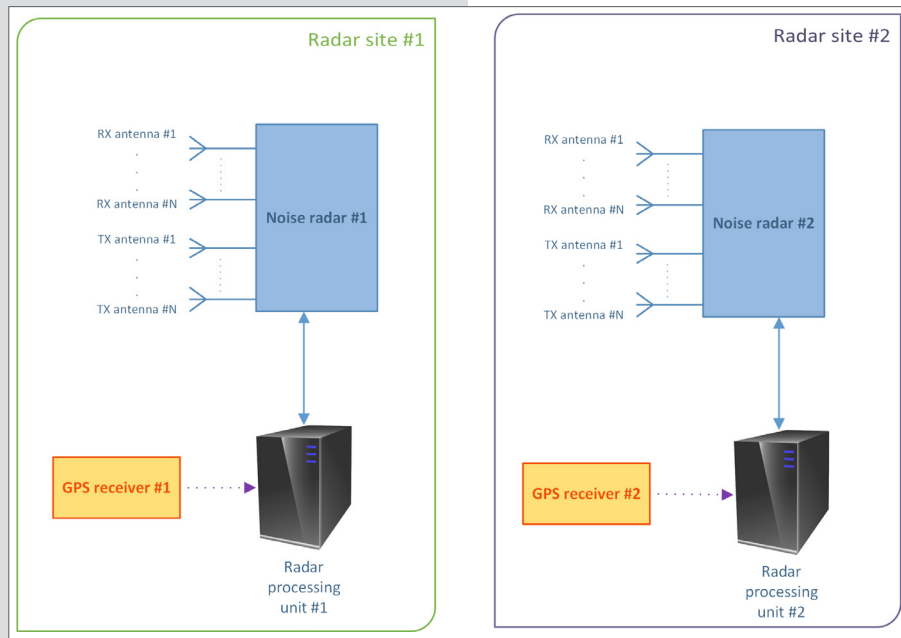 Radar site #1
RX antenna #1
RX antenna #N
TX antenna #1
TX antenna #N
Noise radar #1
GPS receiver #1
Radar
processing
unit #1
Radar site #2
RX antenna #1
RX antenna #N
TX antenna #1
TX antenna #N
Noise radar #2
GPS receiver #2
Radar
processing
unit #2